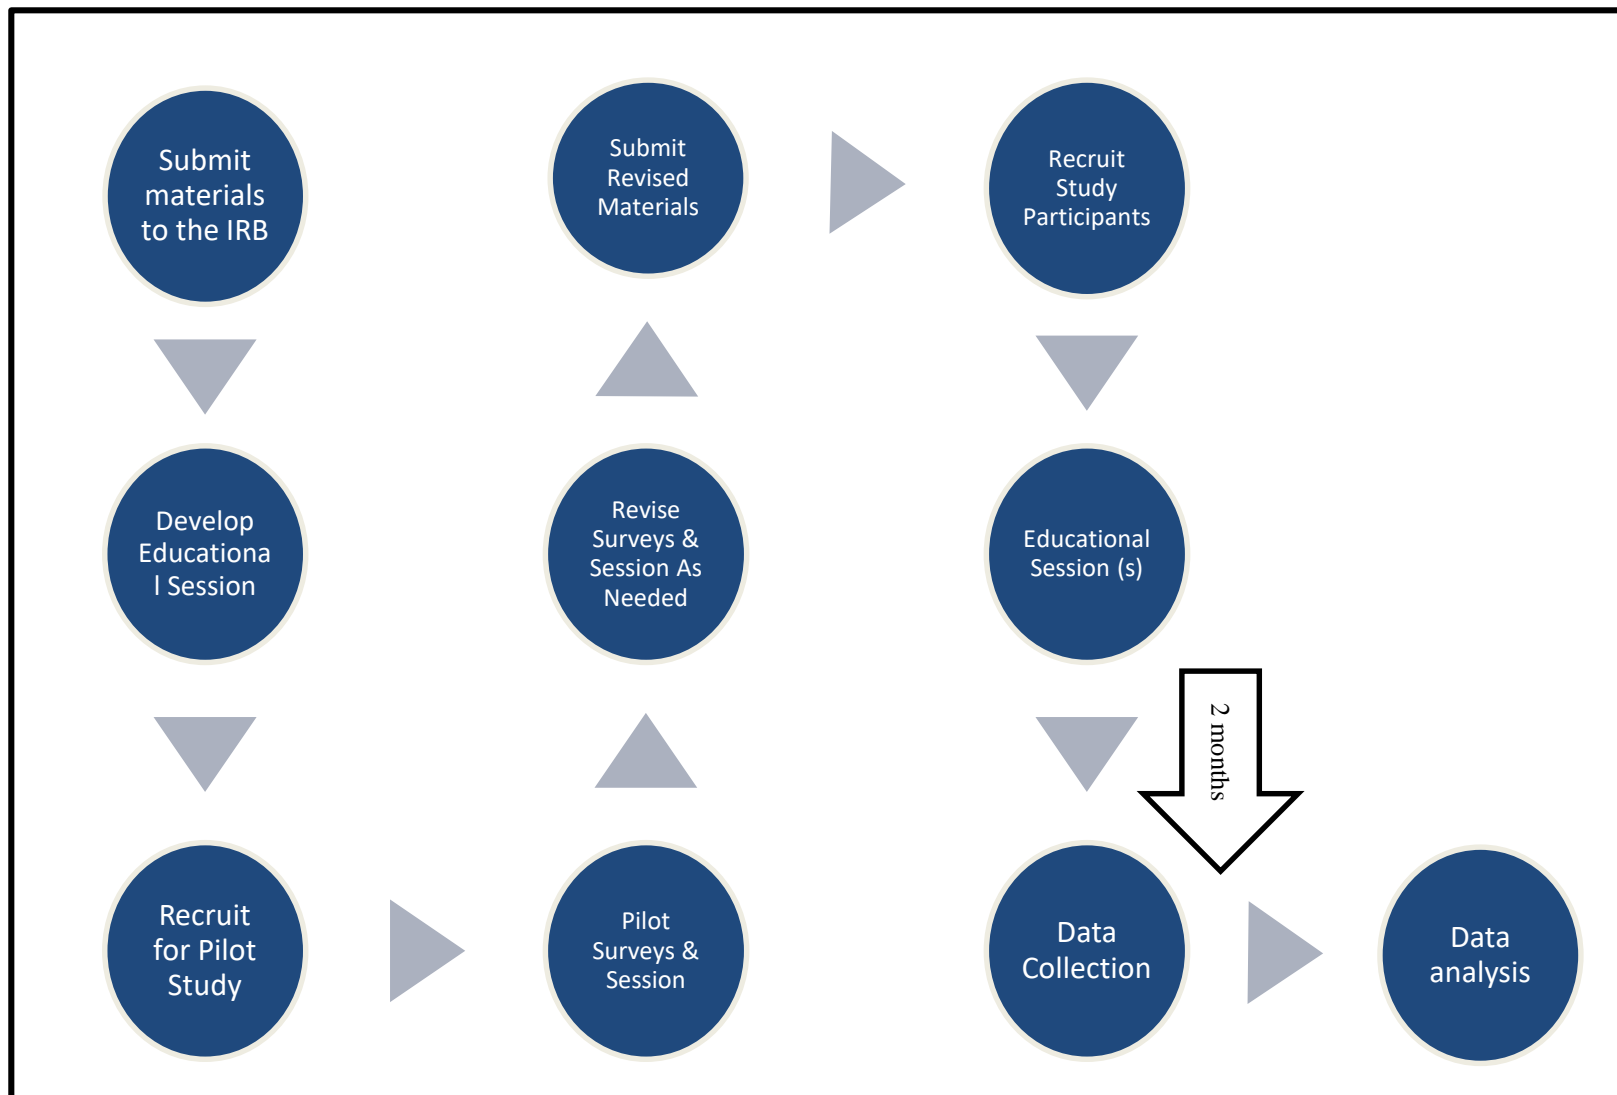 Submit
materials
to the IRB
Develop
Educationa
l Session
Recruit
for Pilot
Study
Pilot
Surveys &
Session
Revise
Surveys &
Session As
Needed
Submit
Revised
Materials
Recruit
Study
Participants
Educational
Session (s)
2 months
Data
Collection
Data
analysis